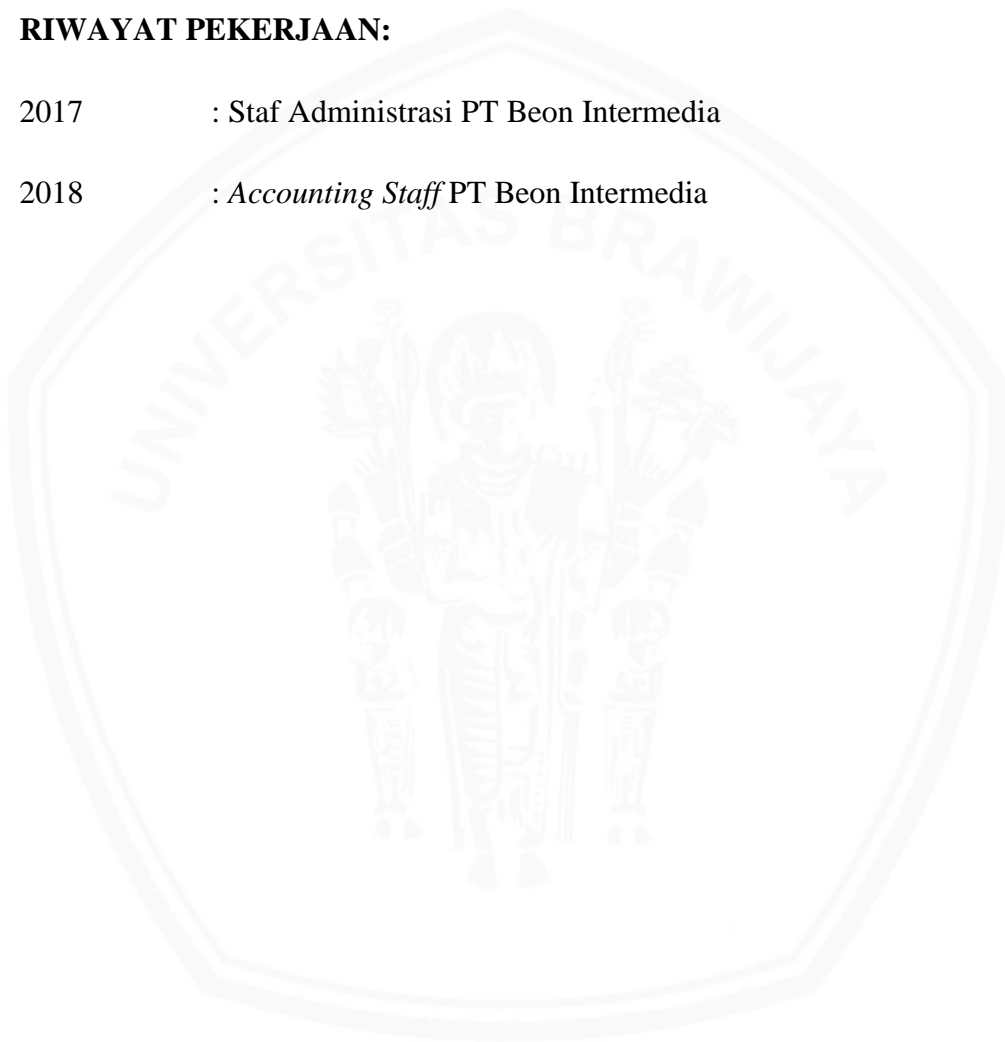 RIWAYAT PEKERJAAN:
2017 : Staf Administrasi PT Beon Intermedia
2018 : Accounting Staff PT Beon Intermedia
UNIVERSITAS BRAWIJAYA